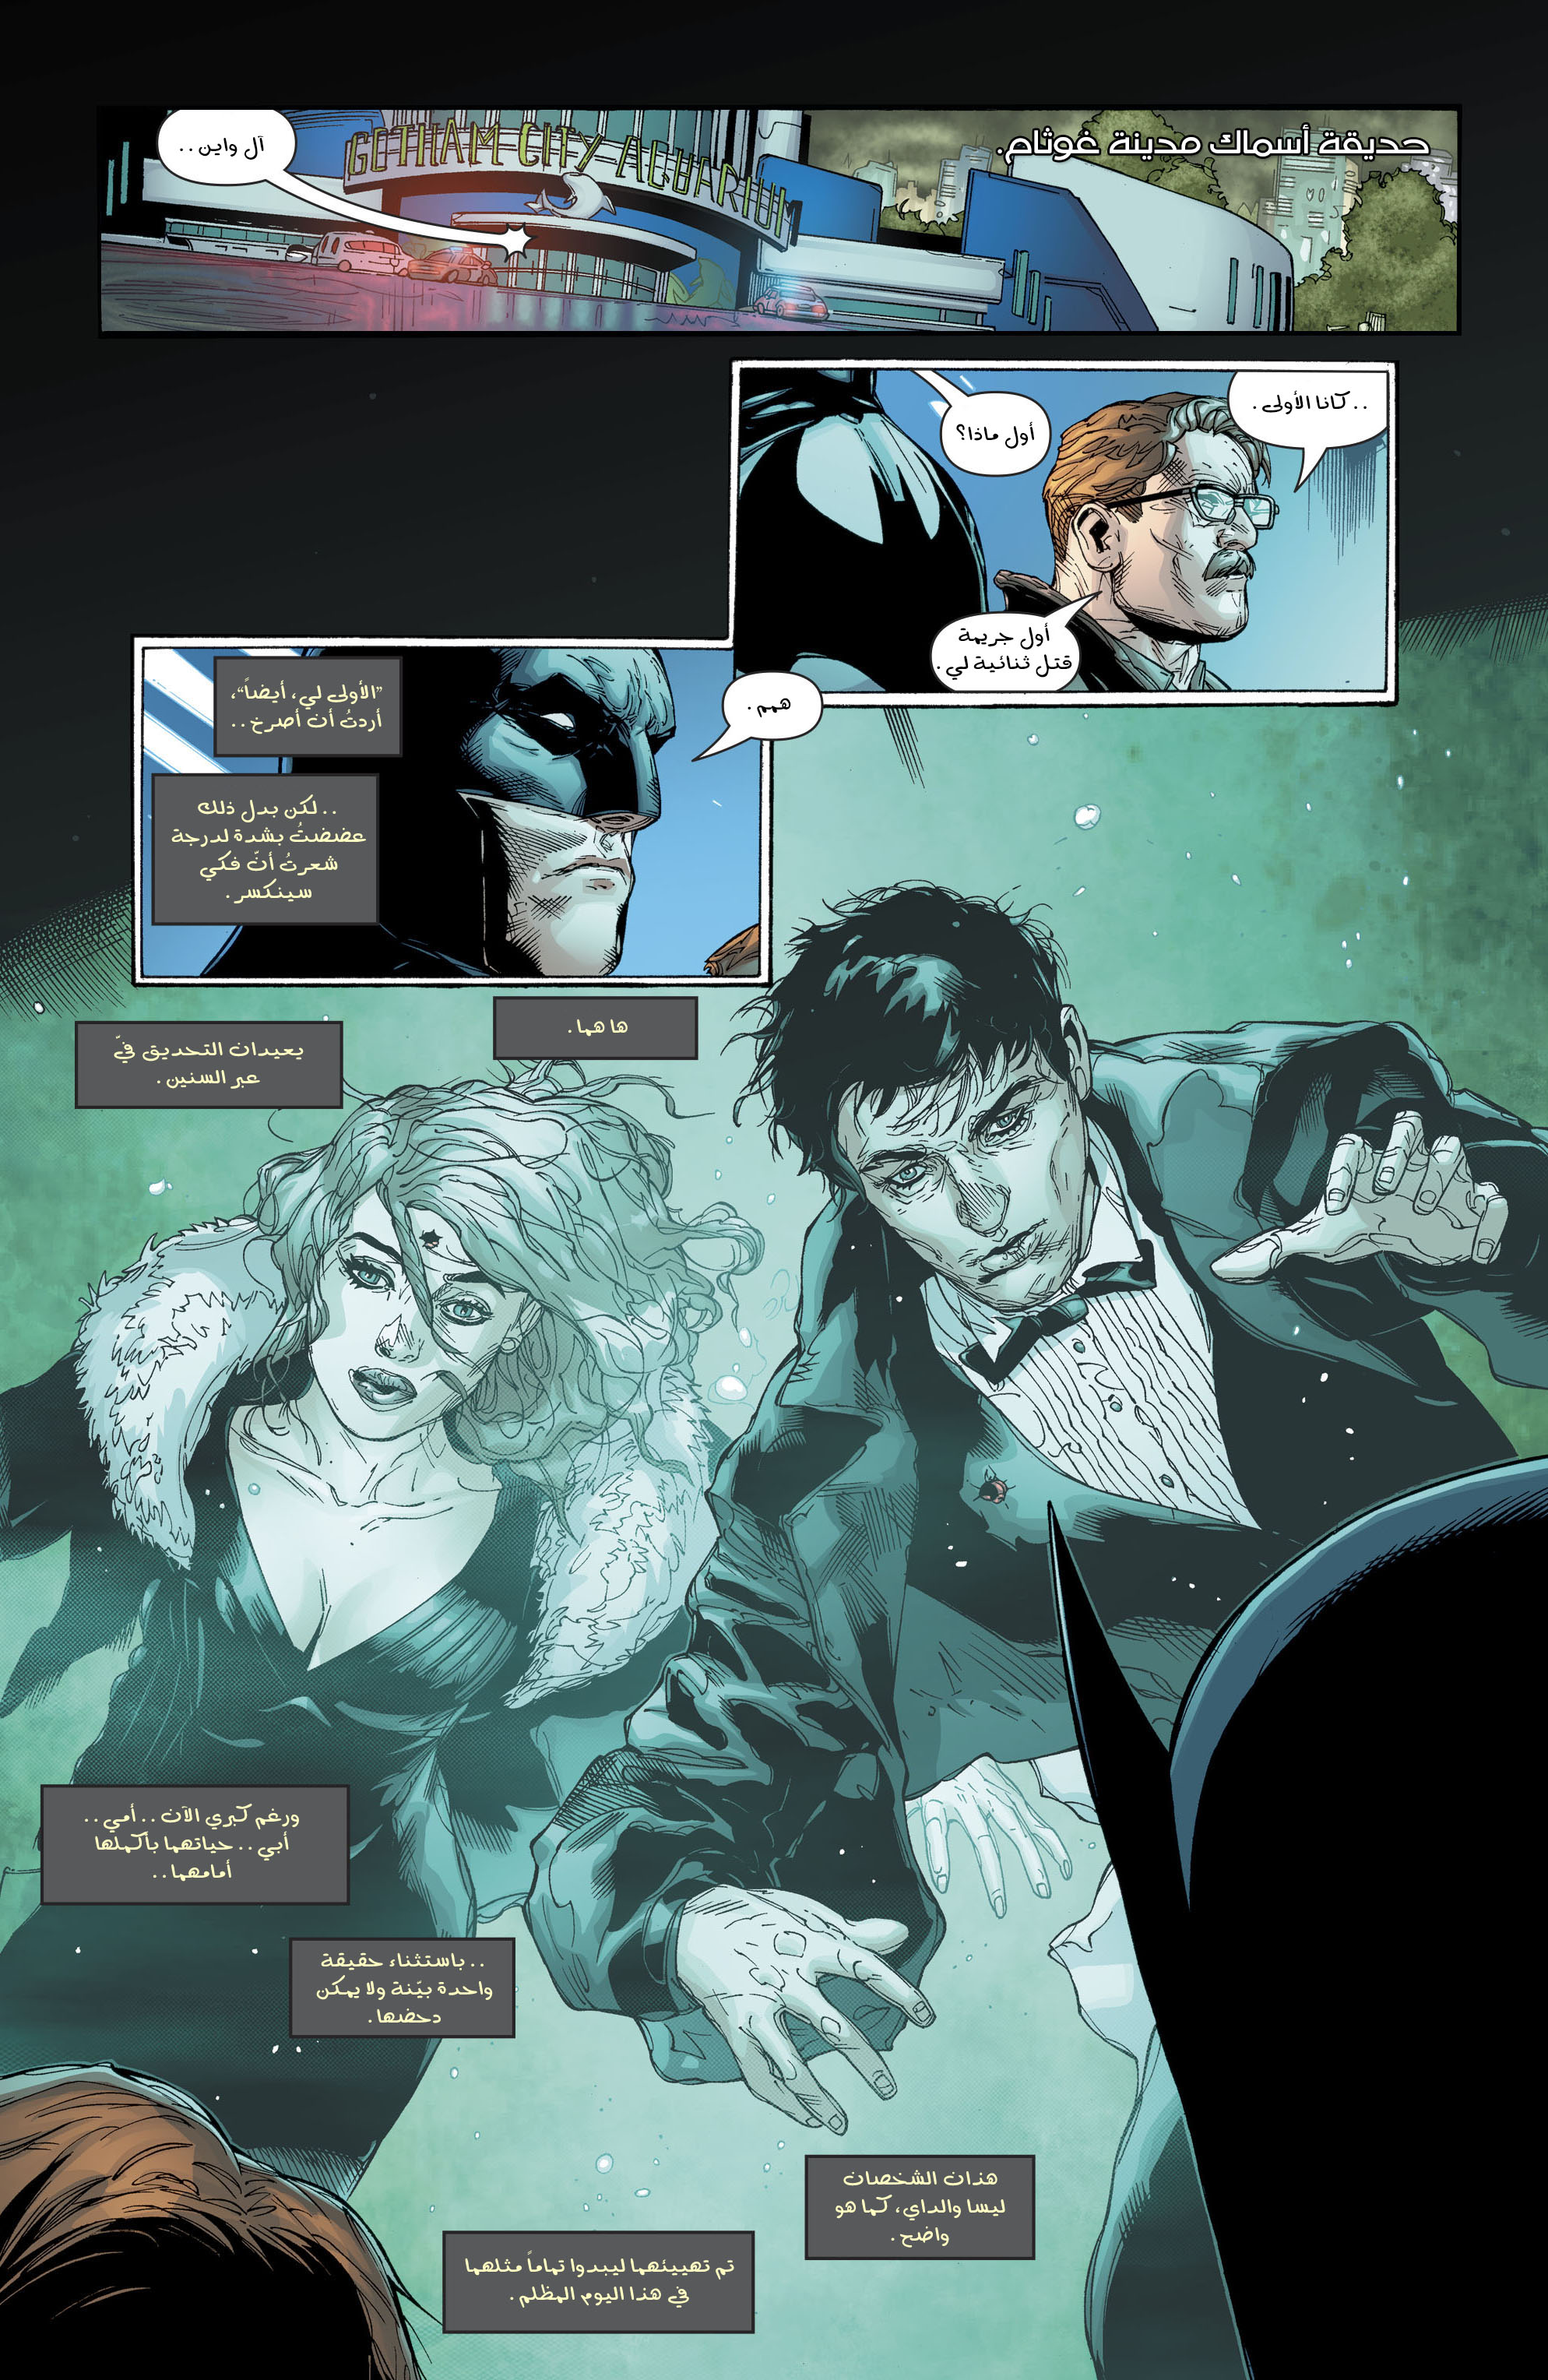 حديقة أسماك مدينة غوثام.
GOTHAM CITY AQUARIUM
آل واين..
..كانا الأولى.
أول ماذا؟
أول جريمة
قتل ثنائية لي.
همم.
"الأولى لي، أيضاً"،
أردتُ أن أصرخ..
..لكن بدل ذلك
عضضتُ بشدة لدرجة
شعرتُ أنّ فكي
سينكسر.
ها هما.
يعيدان التحديق فيّ
عبر السنين.
ورغم كبري الآن..أمي..
أبي..حياتهما بأكملها
أمامهما..
..باستثناء حقيقة
واحدة بيّنة ولا يمكن
دحضها.
هذان الشخصان
ليسا والداي، كما هو
واضح.
تم تهييئهما ليبدوا تماماً مثلهما
في هذا اليوم المظلم.